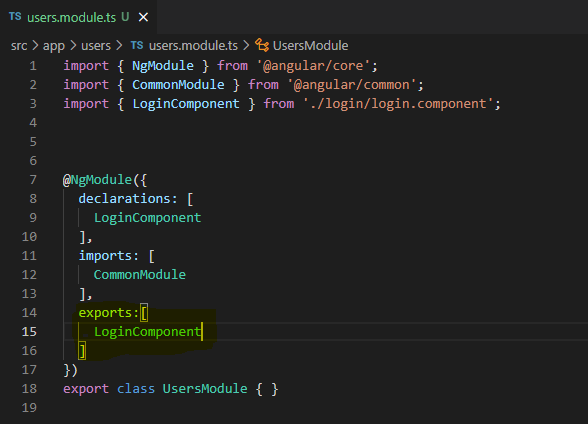 TS users.module.ts U ×
src > app > users > TS users.module.ts > UsersModule
1 import { NgModule } from '@angular/core';
2 import { CommonModule } from '@angular/common';
3 import { LoginComponent } from './login/login.component';
4
5
6
7 @NgModule({
8   declarations: [
9     LoginComponent
10   ],
11   imports: [
12     CommonModule
13   ],
14   exports:[
15     LoginComponent
16   ]
17 })
18 export class UsersModule { }
19